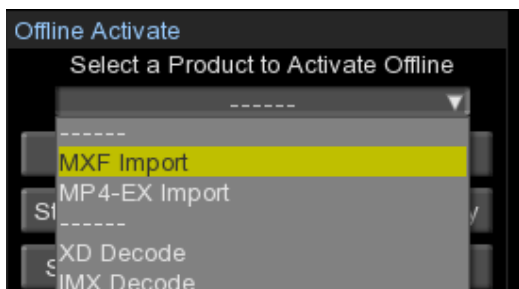 Offline Activate
Select a Product to Activate Offline
------
------
MXF Import
MP4-EX Import
------
XD Decode
IMX Decode